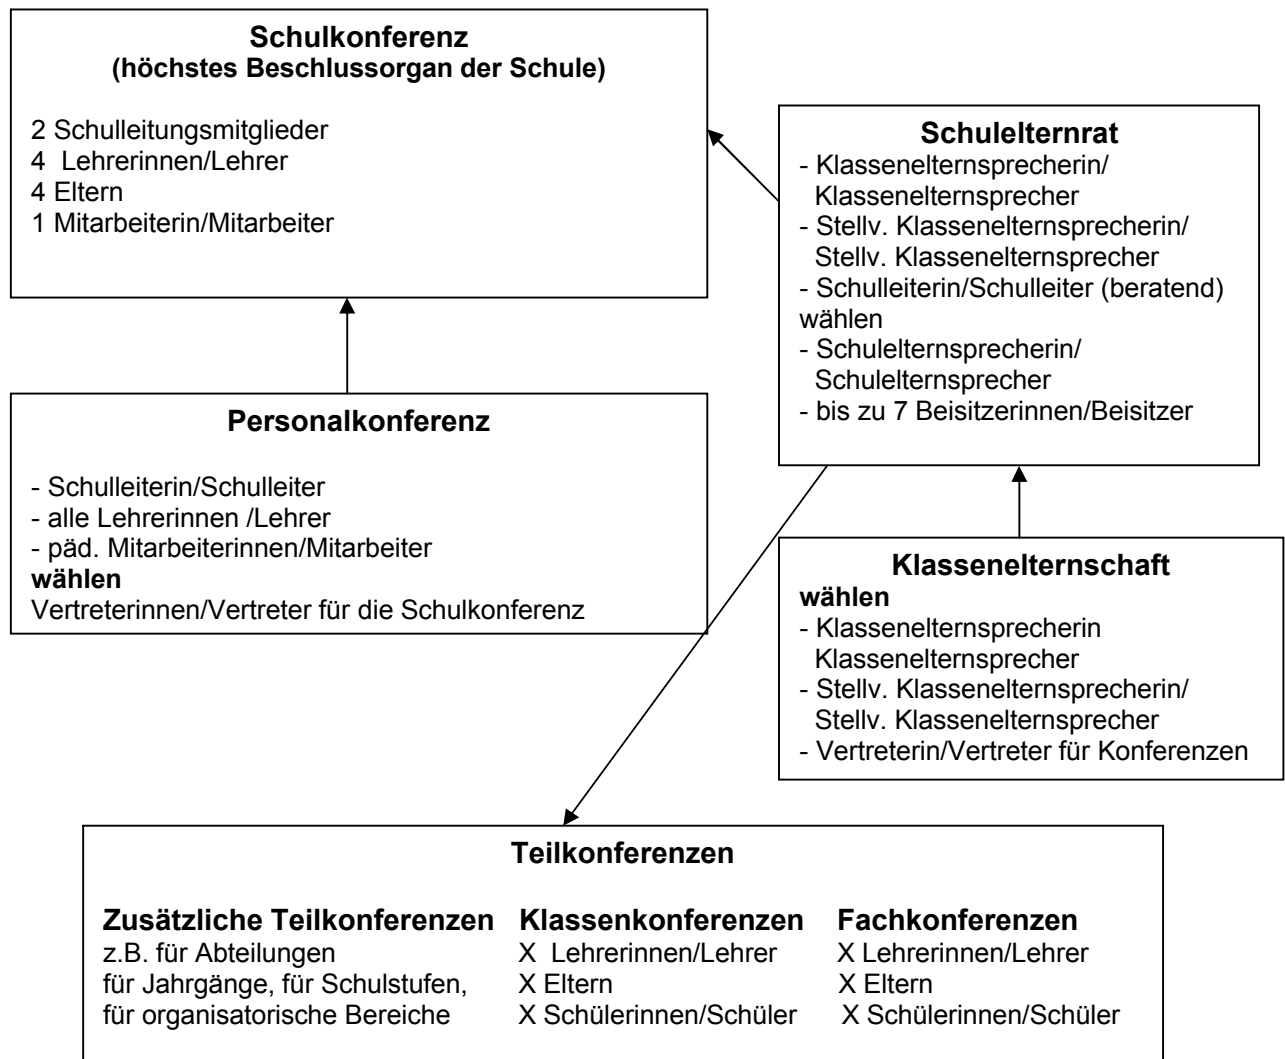 Schulkonferenz
(höchstes Beschlussorgan der Schule)
2 Schulleitungsmitglieder
4  Lehrerinnen/Lehrer
4 Eltern
1 Mitarbeiterin/Mitarbeiter
Schulelternrat
- Klassenelternsprecherin/
Klassenelternsprecher
- Stellv. Klassenelternsprecherin/
Stellv. Klassenelternsprecher
- Schulleiterin/Schulleiter (beratend)
wählen
- Schulelternsprecherin/
Schulelternsprecher
- bis zu 7 Beisitzerinnen/Beisitzer
Personalkonferenz
- Schulleiterin/Schulleiter
- alle Lehrerinnen /Lehrer
- päd. Mitarbeiterinnen/Mitarbeiter
wählen
Vertreterinnen/Vertreter für die Schulkonferenz
Klassenelternschaft
wählen
- Klassenelternsprecherin
Klassenelternsprecher
- Stellv. Klassenelternsprecherin/
Stellv. Klassenelternsprecher
- Vertreterin/Vertreter für Konferenzen
Teilkonferenzen
Zusätzliche Teilkonferenzen
z.B. für Abteilungen
für Jahrgänge, für Schulstufen,
für organisatorische Bereiche
Klassenkonferenzen
X  Lehrerinnen/Lehrer
X Eltern
X Schülerinnen/Schüler
Fachkonferenzen
X Lehrerinnen/Lehrer
X Eltern
X Schülerinnen/Schüler